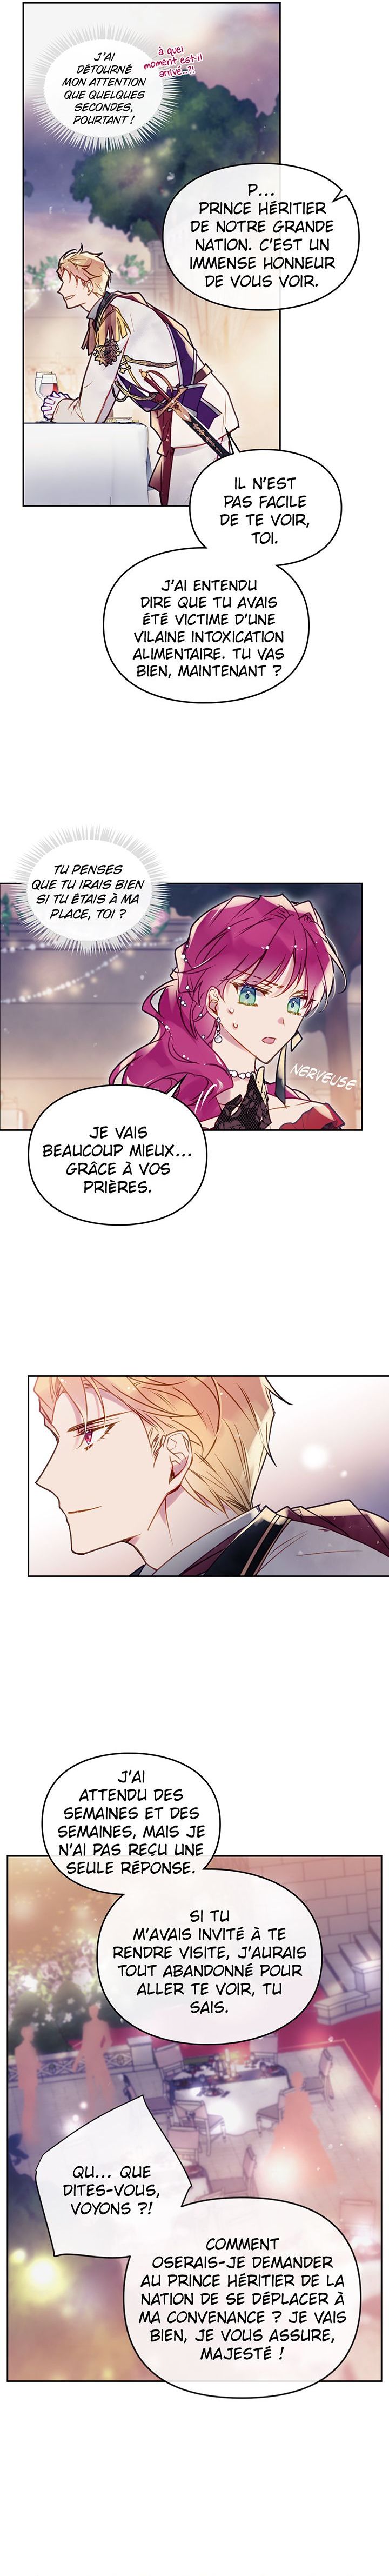 J'AI
DÉTOURNÉ
MON ATTENTION
QUE QUELQUES
SECONDES,
POURTANT !
à quel
moment est-il
arrivé ?!
P...
PRINCE HÉRITIER
DE NOTRE GRANDE
NATION. C'EST UN
IMMENSE HONNEUR
DE VOUS VOIR.
IL N'EST
PAS FACILE
DE TE VOIR,
TOI.
J'AI ENTENDU
DIRE QUE TU AVAIS
ÉTÉ VICTIME D'UNE
VILAINE INTOXICATION
ALIMENTAIRE. TU VAS
BIEN, MAINTENANT ?
TU PENSES
QUE TU IRAIS BIEN
SI TU ÉTAIS À MA
PLACE, TOI ?
NERVEUSE
JE VAIS
BEAUCOUP MIEUX...
GRÂCE À VOS
PRIÈRES.
J'AI
ATTENDU DES
SEMAINES ET DES
SEMAINES, MAIS JE
N'AI PAS REÇU UNE
SEULE RÉPONSE.
SI TU
M'AVAIS INVITÉ À TE
RENDRE VISITE, J'AURAIS
TOUT ABANDONNÉ POUR
ALLER TE VOIR, TU
SAIS.
QU... QUE
DITES-VOUS,
VOYONS ?!
COMMENT
OSERAIS-JE DEMANDER
AU PRINCE HÉRITIER DE LA
NATION DE SE DÉPLACER À
MA CONVENANCE ? JE VAIS
BIEN, JE VOUS ASSURE,
MAJESTÉ !